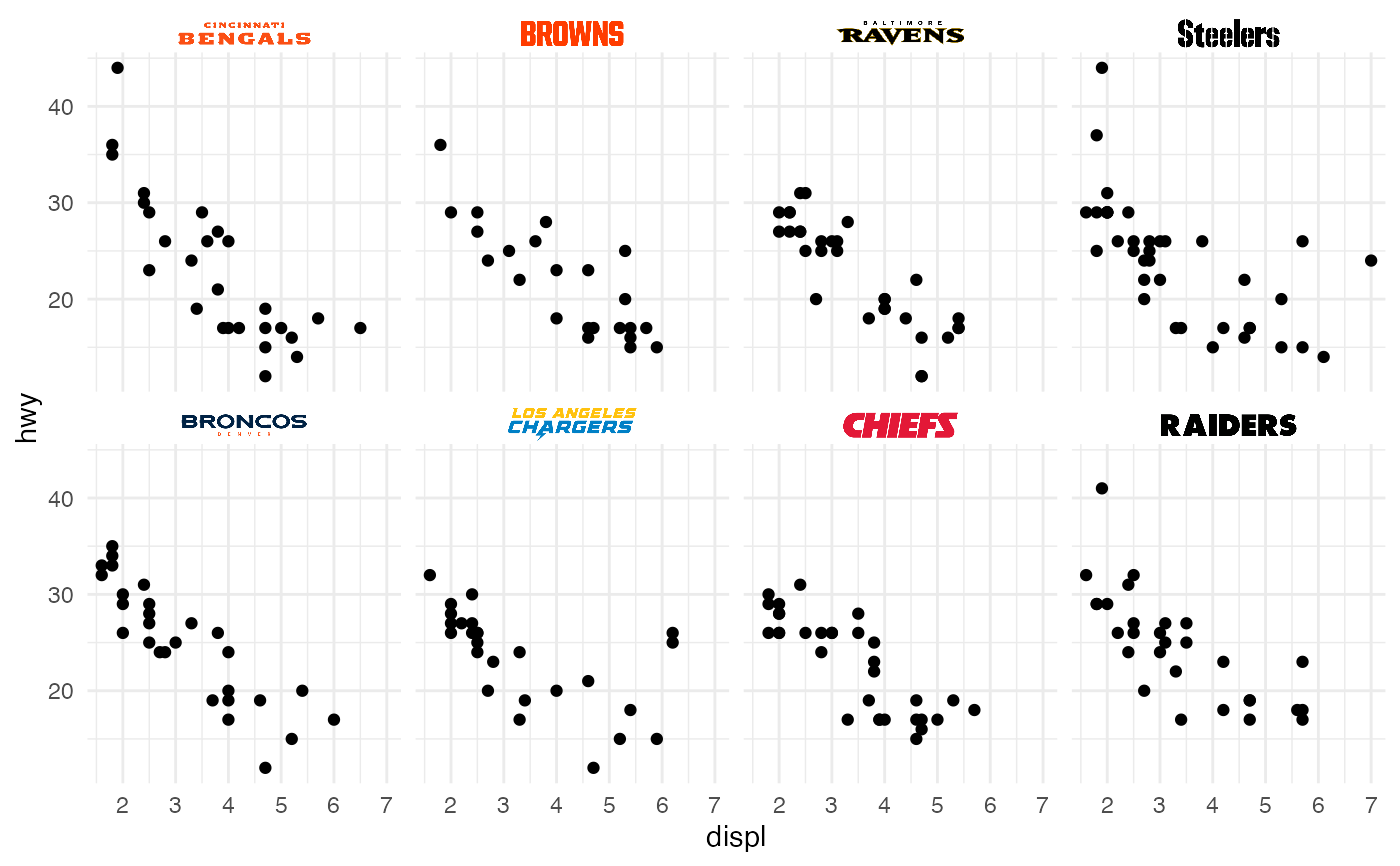 CINCINNATI
BENGALS
BROWNS
BALTIMORE
RAVENS
Steelers
40
30
20
BRONCOS
DENVER
LOS ANGELES
CHARGERS
CHIEFS
RAIDERS
hwy
40
30
20
2 3 4 5 6 7
2 3 4 5 6 7
2 3 4 5 6 7
2 3 4 5 6 7
displ